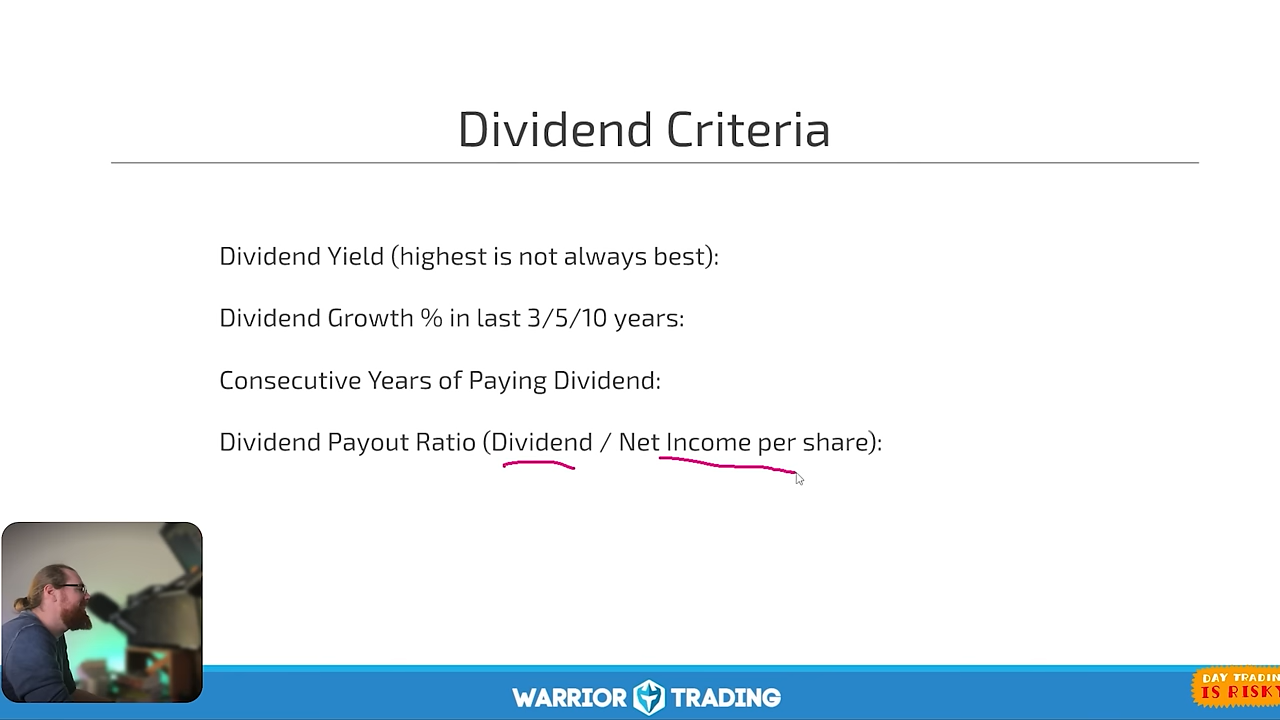 Dividend Criteria
Dividend Yield (highest is not always best):
Dividend Growth % in last 3/5/10 years:
Consecutive Years of Paying Dividend:
Dividend Payout Ratio (Dividend / Net Income per share):
WARRIOR TRADING
DAY TRADIN
IS RISKY